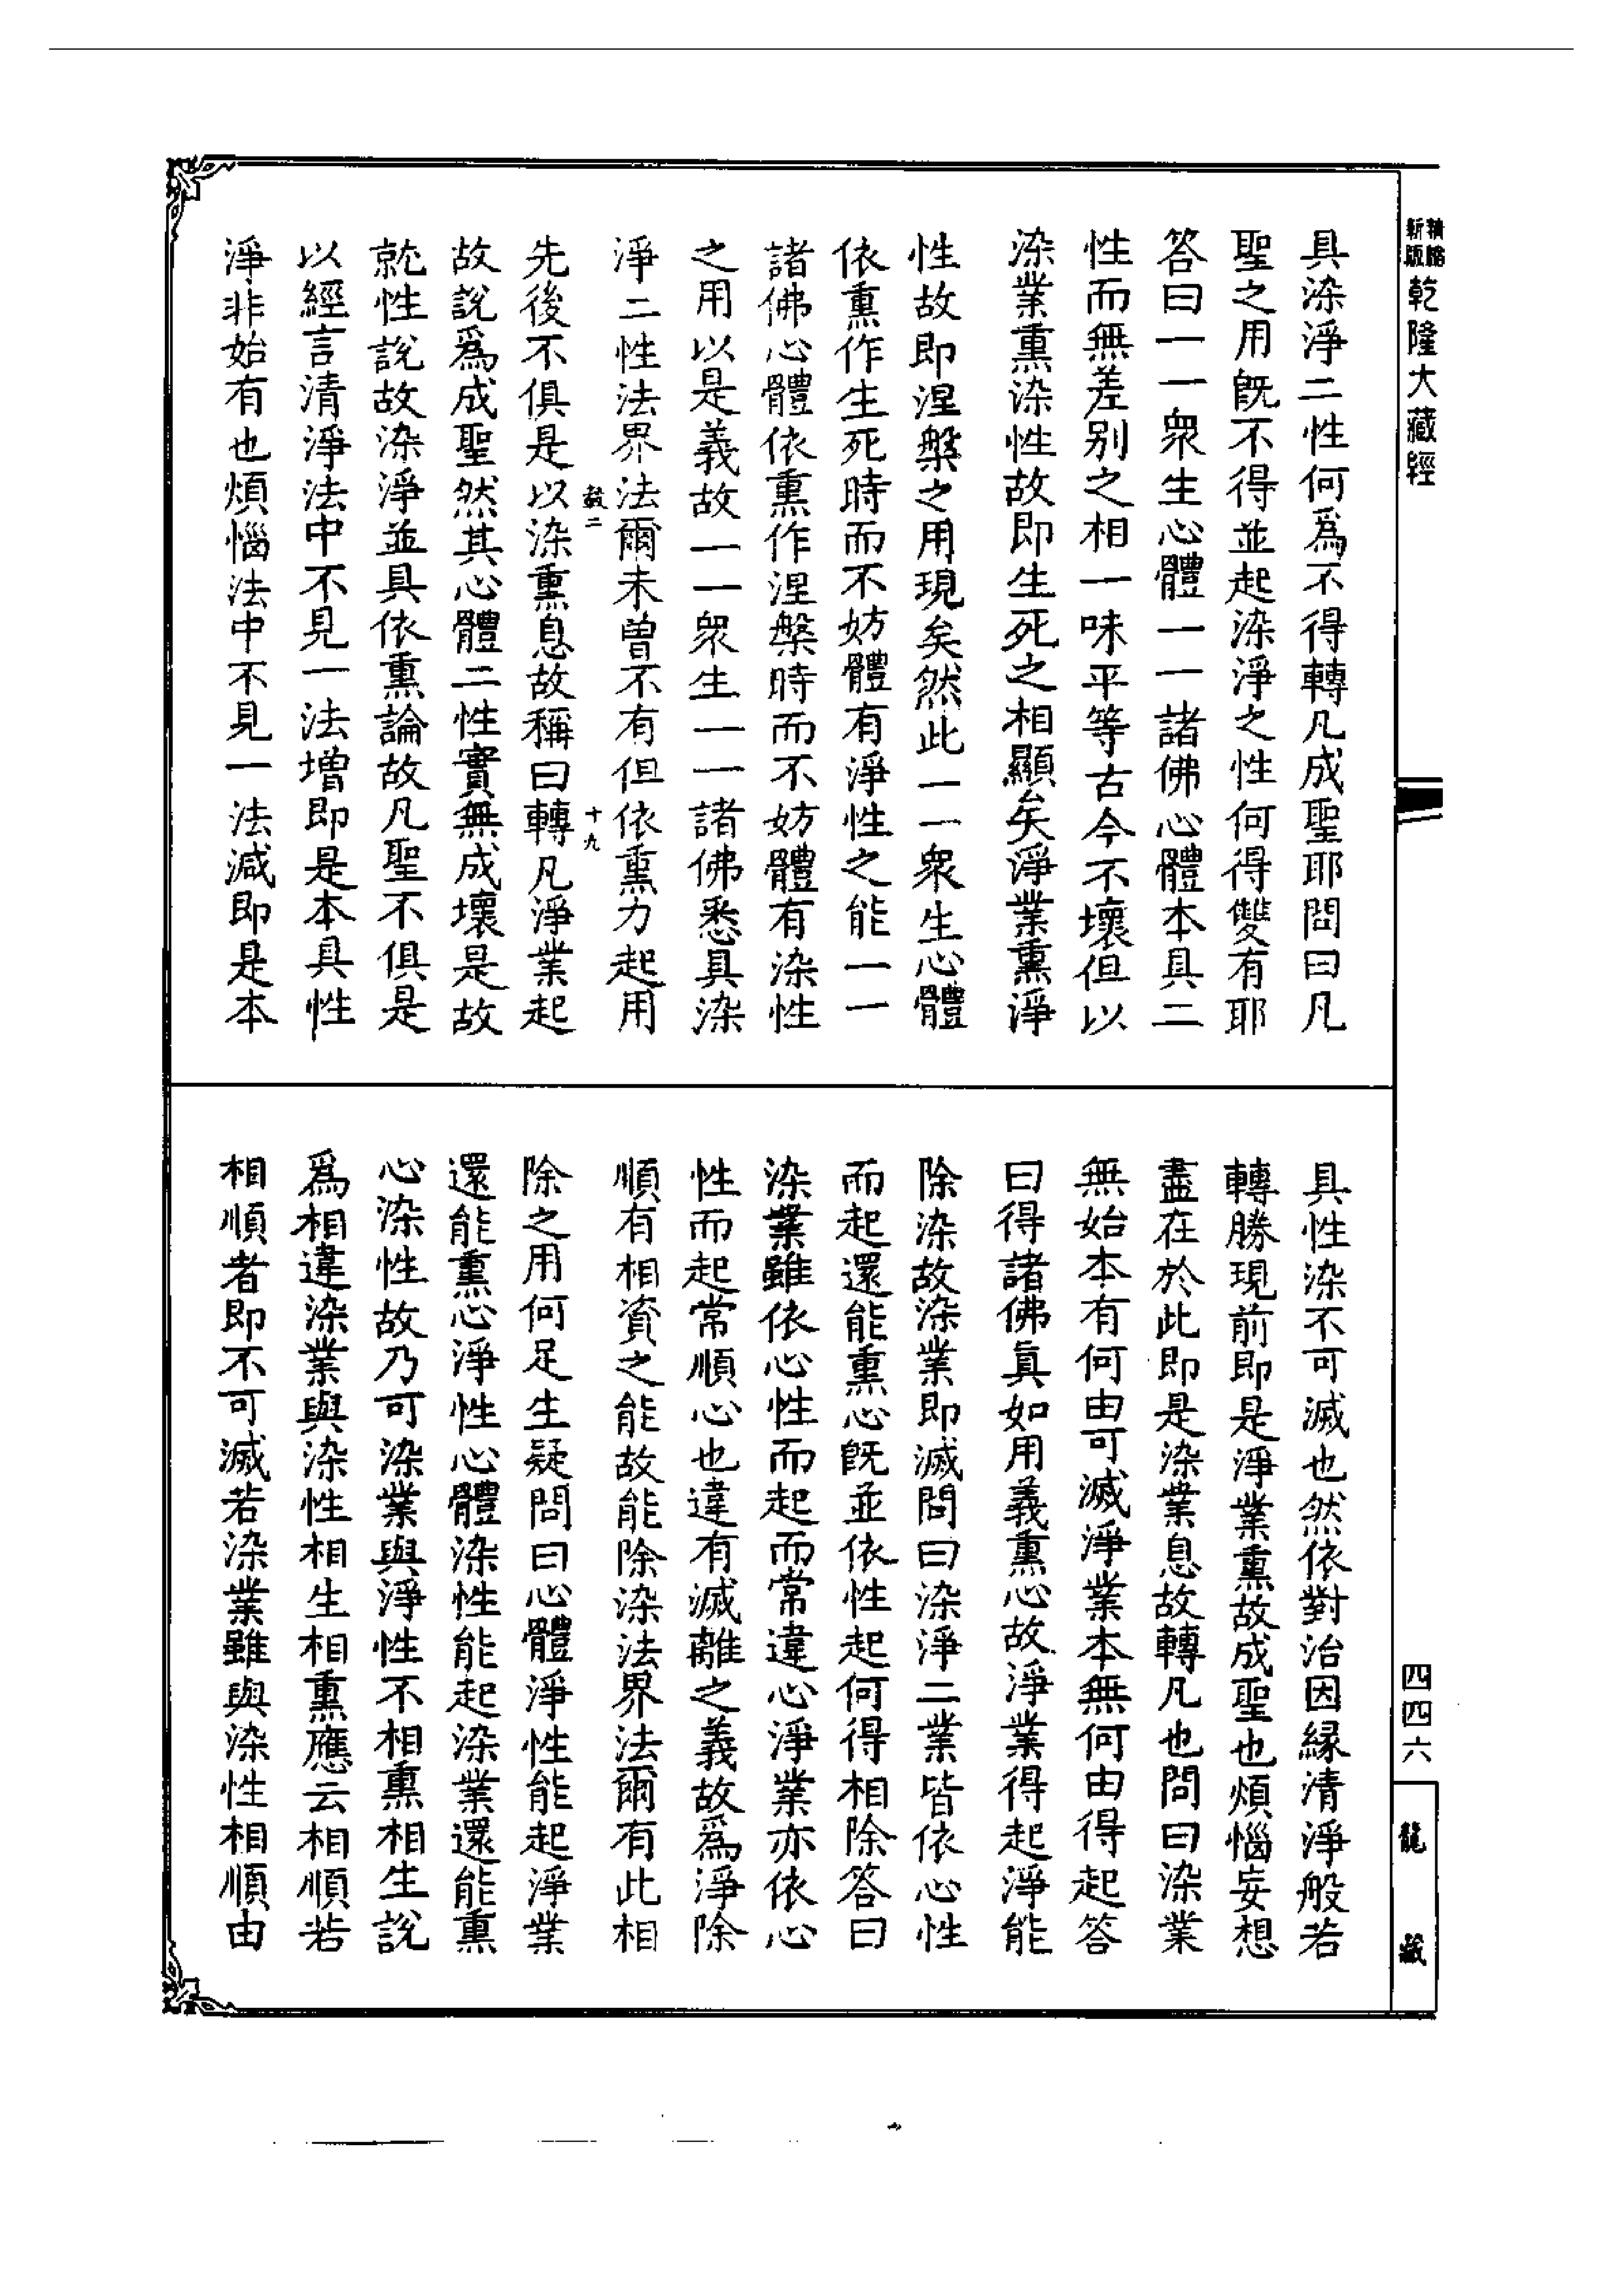 新版
精縮
乾隆大藏經
具染淨二性何爲不得轉凡成聖耶問曰凡
聖之用旣不得並起染淨之性何得雙有耶
答曰一一衆生心體一一諸佛心體本具二
性而無差别之相一味平等古今不壞但以
染業熏染性故即生死之相顯矣淨業熏淨
性故即涅槃之用現矣然此一一衆生心體
依熏作生死時而不妨體有淨性之能一一
諸佛心體依熏作涅槃時而不妨體有染性
之用以是義故一一衆生一一諸佛悉具染
淨二性法界法爾未曽不有但依熏力起用
十九
先後不俱是以染熏息故稱曰轉凡淨業起
故說爲成聖然其心體二性實無成壞是故
就性說故染淨並具依熏論故凡聖不俱是
以經言清淨法中不見一法增即是本具性
淨非始有也煩惱法中不見一法減即是本
具性染不可滅也然依對治因縁清淨般若
轉勝現前即是淨業熏故成聖也煩惱妄想
盡在於此即是染業息故轉凡也問曰染業
無始本有何由可滅淨業本無何由得起答
曰得諸佛眞如用義熏心故淨業得起淨能
除染故染業即滅問曰染淨二業皆依心性
而起還能熏心旣並依性起何得相除答曰
染業雖依心性而起而常違心淨業亦依心
性而起常順心也違有滅離之義故爲淨除
順有相資之能故能除染法界法爾有此相
除之用何足生疑問曰心體淨性能起淨業
還能熏心淨性心體染性能起染業還能熏
心染性故乃可染業與淨性不相熏相生說
爲相違染業與染性相生相熏應云相順若
相順者即不可滅若染業雖與染性相順由
四四六
龍藏